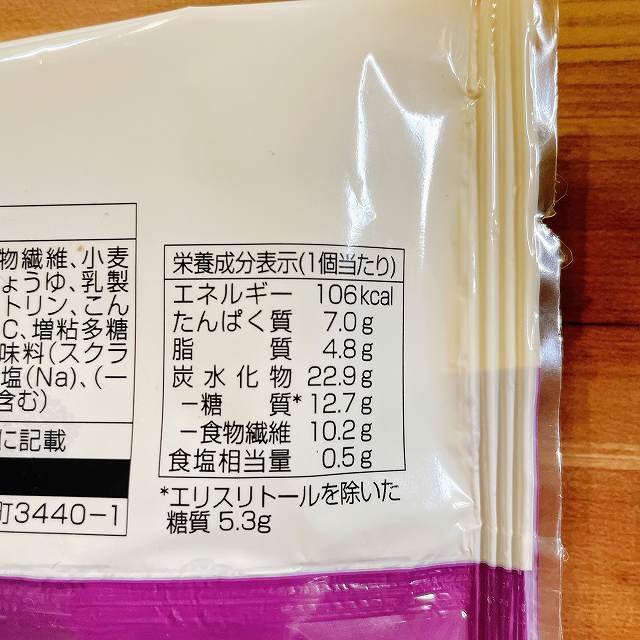 物繊維、小麦
ょうゆ、乳製
トリン、こん
C、増粘多糖
味料(スクラ
塩(Na)、(一
含む)
に記載
町3440-1
栄養成分表示(1個当たり)
エネルギー 106kcal
たんぱく質 7.0g
脂質 4.8g
炭水化物 22.9g
-糖質* 12.7g
-食物繊維 10.2g
食塩相当量 0.5g
*エリスリトールを除いた
糖質 5.3g